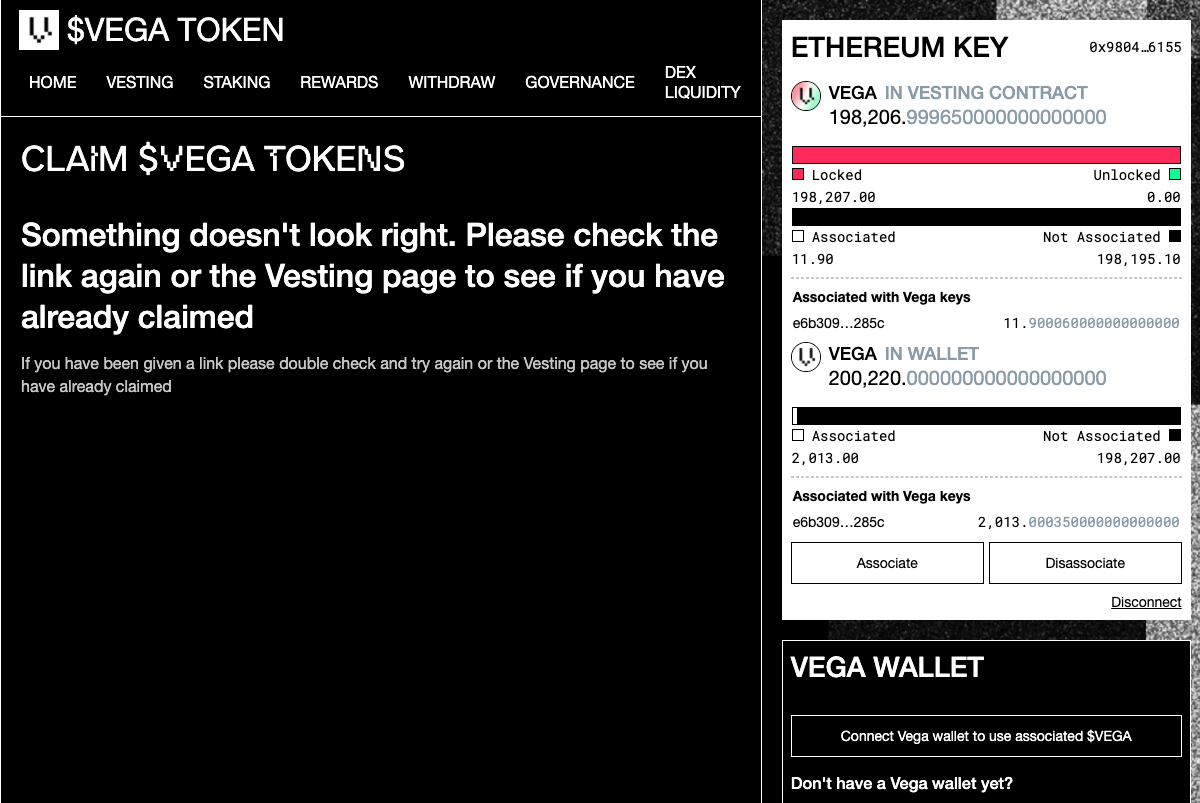 $VEGA TOKEN
HOME VESTING STAKING REWARDS WITHDRAW GOVERNANCE DEX LIQUIDITY
CLAIM $VEGA TOKENS
Something doesn't look right. Please check the
link again or the Vesting page to see if you have
already claimed
If you have been given a link please double check and try again or the Vesting page to see if you
have already claimed
ETHEREUM KEY 0x9804…6155
VEGA IN VESTING CONTRACT
198,206.999650000000000000
Locked Unlocked
198,207.00 0.00
Associated Not Associated
11.90 198,195.10
Associated with Vega keys
e6b309…285c 11.900060000000000000
VEGA IN WALLET
200,220.000000000000000000
Associated Not Associated
2,013.00 198,207.00
Associated with Vega keys
e6b309…285c 2,013.000350000000000000
Associate Disassociate
Disconnect
VEGA WALLET
Connect Vega wallet to use associated $VEGA
Don't have a Vega wallet yet?